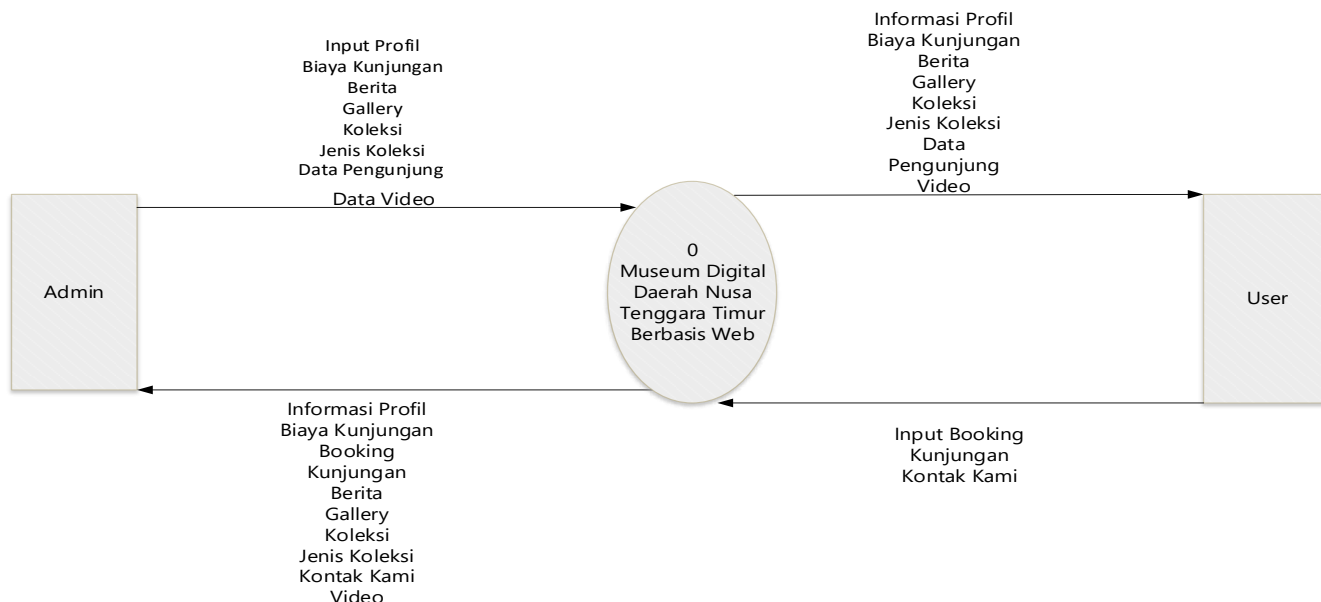 Input Profil
Biaya Kunjungan
Berita
Gallery
Koleksi
Jenis Koleksi
Data Pengunjung
Data Video
Informasi Profil
Biaya Kunjungan
Berita
Gallery
Koleksi
Jenis Koleksi
Data
Pengunjung
Video
Admin
0
Museum Digital
Daerah Nusa
Tenggara Timur
Berbasis Web
User
Informasi Profil
Biaya Kunjungan
Booking
Kunjungan
Berita
Gallery
Koleksi
Jenis Koleksi
Kontak Kami
Video
Input Booking
Kunjungan
Kontak Kami